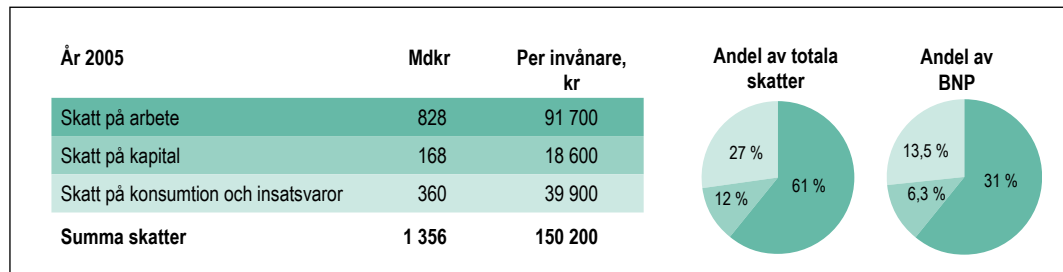 År 2005 Mdkr Per invånare, kr
Skatt på arbete 828 91 700
Skatt på kapital 168 18 600
Skatt på konsumtion och insatsvaror 360 39 900
Summa skatter 1 356 150 200
Andel av totala
skatter
27 %
12 %
61 %
Andel av
BNP
13,5 %
6,3 %
31 %